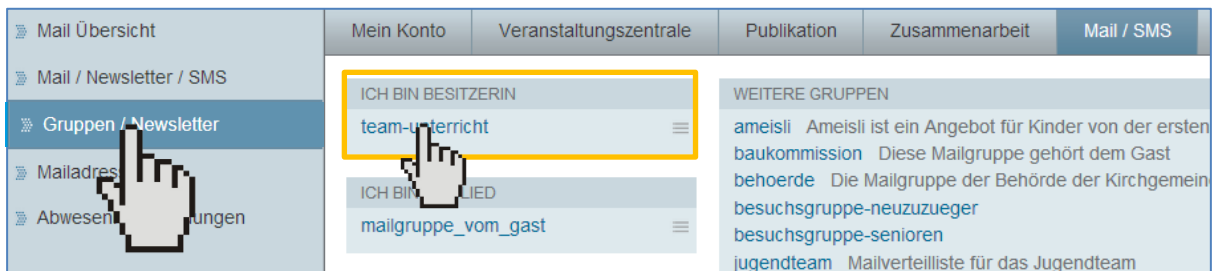 Mail Übersicht
Mail / Newsletter / SMS
Gruppen / Newsletter
Mailadres
Abwesen ungen
Mein Konto Veranstaltungszentrale Publikation Zusammenarbeit Mail / SMS
ICH BIN BESITZERIN
team-unterricht
ICH BIN LIED
mailgruppe_vom_gast
WEITERE GRUPPEN
ameisli Ameisli ist ein Angebot für Kinder von der ersten
baukommission Diese Mailgruppe gehört dem Gast
behoerde Die Mailgruppe der Behörde der Kirchgemein
besuchsgruppe-neuzuzueger
besuchsgruppe-senioren
jugendteam Mailverteilliste für das Jugendteam